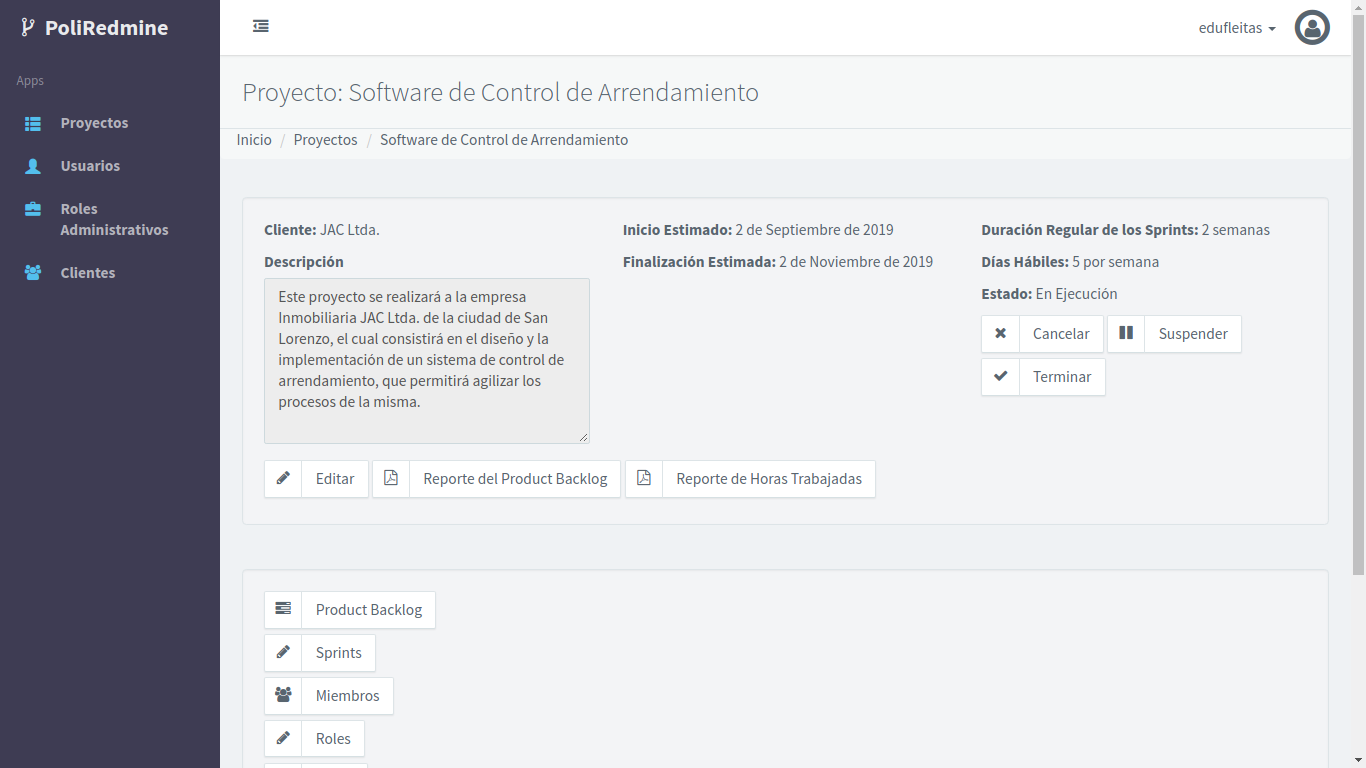 PoliRedmine
edufleitas
Apps
Proyectos
Usuarios
Roles
Administrativos
Clientes
Proyecto: Software de Control de Arrendamiento
Inicio / Proyectos / Software de Control de Arrendamiento
Cliente: JAC Ltda.
Descripción
Este proyecto se realizará a la empresa
Inmobiliaria JAC Ltda. de la ciudad de San
Lorenzo, el cual consistirá en el diseño y la
implementación de un sistema de control de
arrendamiento, que permitirá agilizar los
procesos de la misma.
Inicio Estimado: 2 de Septiembre de 2019
Finalización Estimada: 2 de Noviembre de 2019
Duración Regular de los Sprints: 2 semanas
Días Hábiles: 5 por semana
Estado: En Ejecución
Cancelar
Suspender
Terminar
Editar
Reporte del Product Backlog
Reporte de Horas Trabajadas
Product Backlog
Sprints
Miembros
Roles